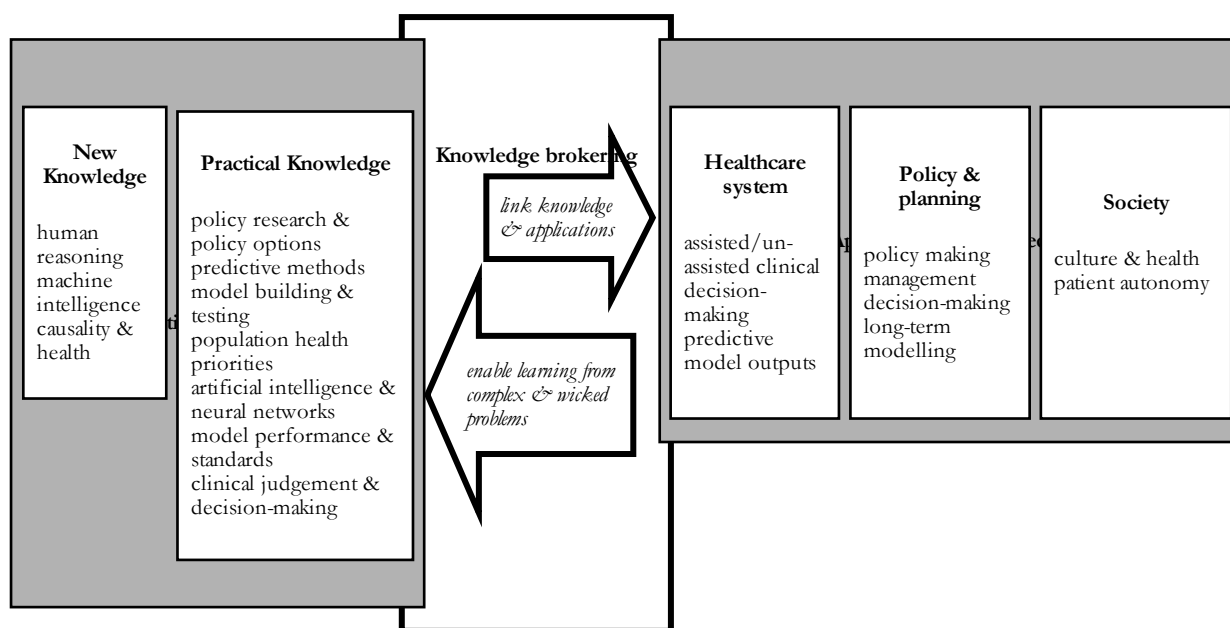 New
Knowledge
human
reasoning
machine
intelligence
causality &
health
Practical Knowledge
policy research &
policy options
predictive methods
model building &
testing
population health
priorities
artificial intelligence &
neural networks
model performance &
standards
clinical judgement &
decision-making
Knowledge brokering
link knowledge
& applications
enable learning from
complex & wicked
problems
Healthcare
system
assisted/un-
assisted clinical
decision-
making
predictive
model outputs
Policy &
planning
policy making
management
decision-making
long-term
modelling
Society
culture & health
patient autonomy